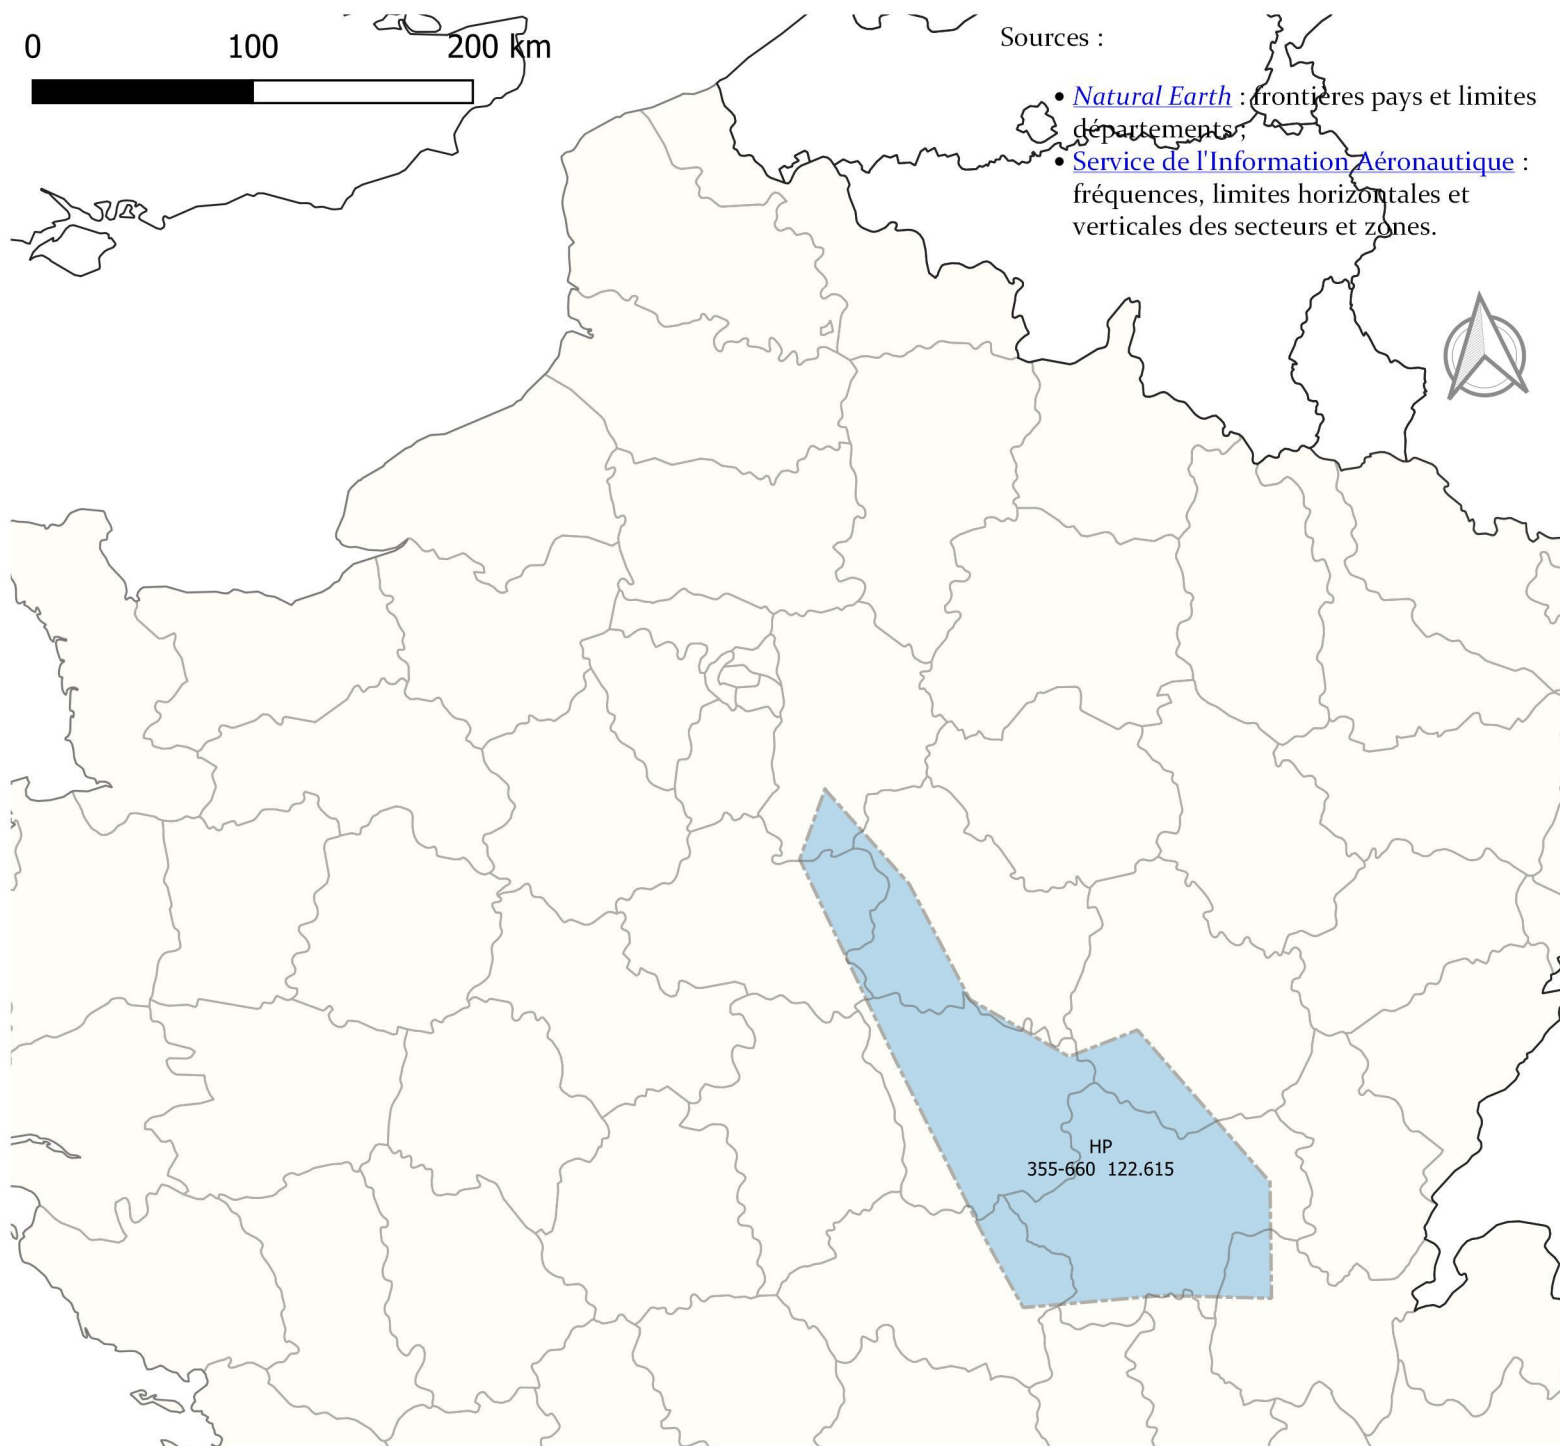 0 100 200 km
Sources :
• Natural Earth : frontières pays et limites
départements ;
• Service de l'Information Aéronautique :
fréquences, limites horizontales et
verticales des secteurs et zones.
HP
355-660 122.615